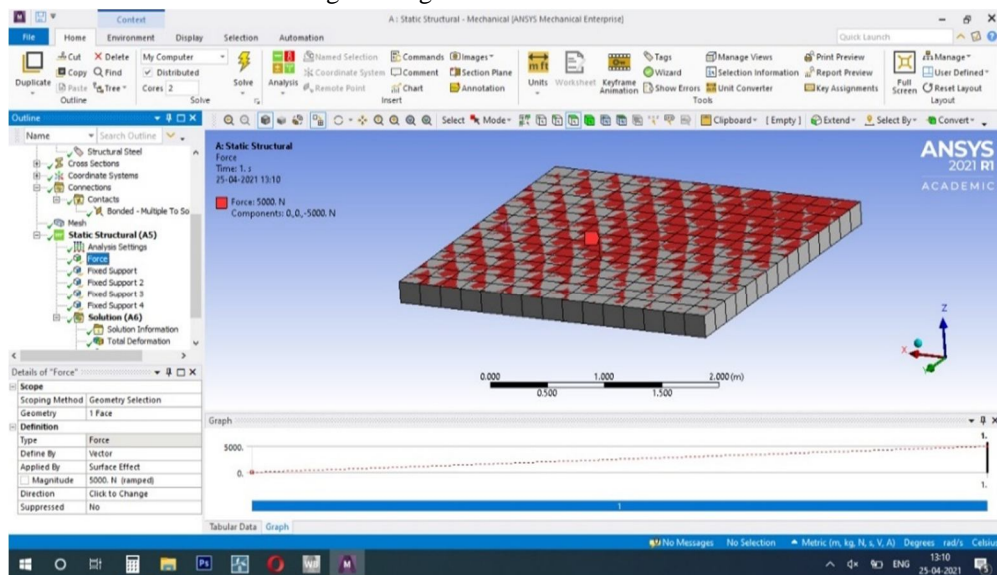 Context
A : Static Structural - Mechanical [ANSYS Mechanical Enterprise]
File Home Environment Display Selection Automation
Quick Launch
Duplicate
Cut
Copy
Paste
Delete
Find
Tree
Outline
My Computer
Distributed
Cores 2
Solve
Solve
Analysis
Named Selection
Coordinate System
Remote Point
Commands
Comment
Chart
Images
Section Plane
Annotation
Insert
Units
Worksheet
Keyframe
Animation
Tags
Wizard
Show Errors
Manage Views
Selection Information
Unit Converter
Print Preview
Report Preview
Key Assignments
Tools
Full
Screen
Manage
User Defined
Reset Layout
Layout
Outline
Select Mode Clipboard [ Empty ] Extend Select By Convert
Name Search Outline
Structural Steel
Cross Sections
Coordinate Systems
Connections
Contacts
Bonded - Multiple To So
Mesh
Static Structural (A5)
Analysis Settings
Force
Fixed Support
Fixed Support 2
Fixed Support 3
Fixed Support 4
Solution (A6)
Solution Information
Total Deformation
A: Static Structural
Force
Time: 1. s
25-04-2021 13:10
Force: 5000. N
Components: 0.,0.,-5000. N
ANSYS
2021 R1
ACADEMIC
Z
X
Y
0.000 1.000 2.000 (m)
0.500 1.500
Details of "Force"
Scope
Scoping Method Geometry Selection
Geometry 1 Face
Definition
Type Force
Define By Vector
Applied By Surface Effect
Magnitude 5000. N (ramped)
Direction Click to Change
Suppressed No
Graph
1.
5000.
0.
1.
1
Tabular Data Graph
No Messages No Selection Metric (m, kg, N, s, V, A) Degrees rad/s Celsius
Ps M
ENG
13:10
25-04-2021